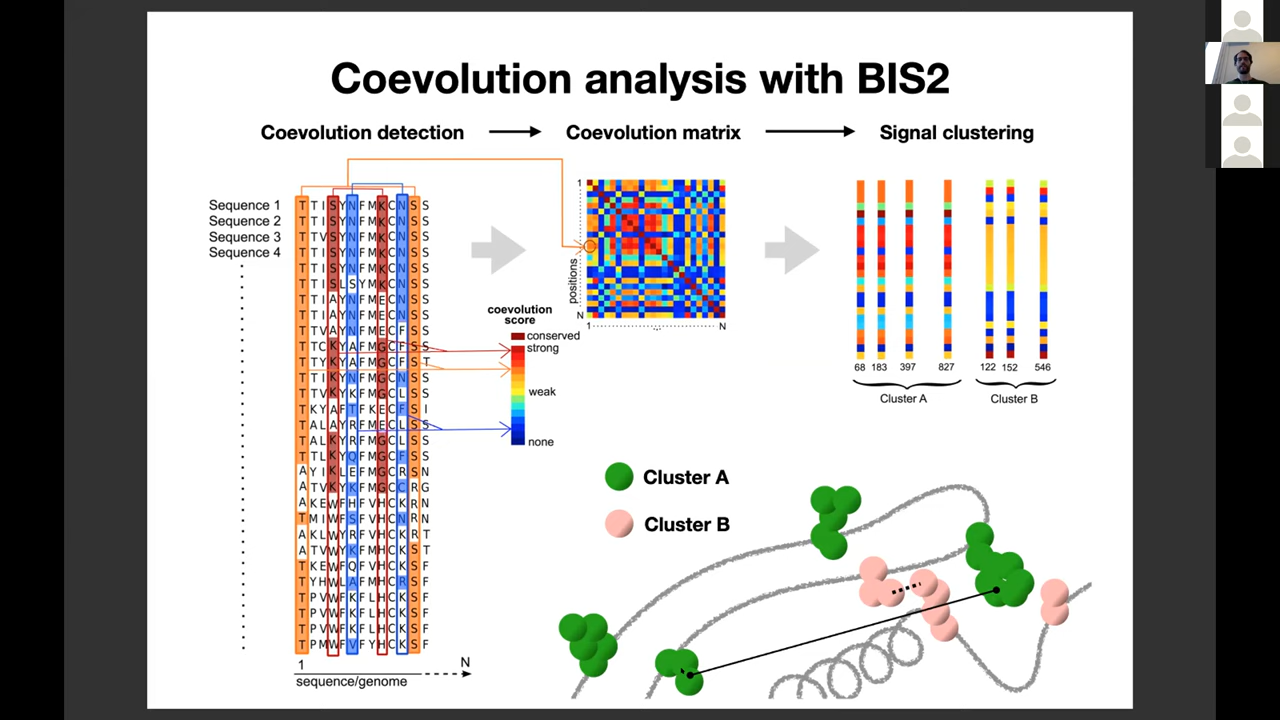 Coevolution analysis with BIS2
Coevolution detection
Coevolution matrix
Signal clustering
Sequence 1
Sequence 2
Sequence 3
Sequence 4
T T I S Y N F M K C N S S
T T I S Y N F M K C N S S
T T V S Y N F M K C N S S
T T I S Y N F M K C N S S
T T I S Y N F M K C N S S
T T I S L S Y M K C N S S
T T I A Y N F M E C N S S
T T I A Y N F M E C N S S
T T V A Y N F M E C F S S
T T C K Y A F M G C F S S
T Y K Y A F M G C F S T
T T I K Y N F M G C N S S
T T V K Y K F M G C L S S
T K Y A F T F K E C F S I
T A L A Y R F M E C L S S
T A L K Y R F M G C L S S
T T L K Y Q F M G C F S S
A Y I K L E F M G C R S N
A T V K Y K F M G C C R G
A K E W F H F V H C K R N
T M I W F S F V H C N R N
A K L W Y R F V H C K R T
A T V W Y K F M H C K S T
T K E W F Q F V H C K S F
T Y H W L A F M H C R S F
T P V W F K F L H C K S F
T P V W F K F L H C K S F
T P V W F K F L H C K S F
T P M W F V F Y H C K S F
1
N
sequence/genome
1
positions
N
1
N
coevolution
score
conserved
strong
weak
none
68 183 397 827
Cluster A
122 152 546
Cluster B
Cluster A
Cluster B